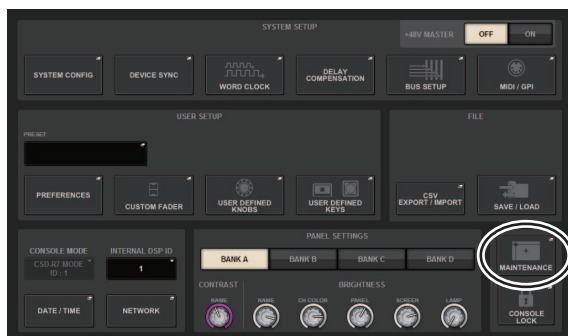 SYSTEM SETUP
+48V MASTER OFF ON
SYSTEM CONFIG DEVICE SYNC WORD CLOCK DELAY COMPENSATION BUS SETUP MIDI / GPI
USER SETUP FILE
PRESET
PREFERENCES CUSTOM FADER USER DEFINED KNOBS USER DEFINED KEYS CSV EXPORT / IMPORT SAVE / LOAD
PANEL SETTINGS
CONSOLE MODE INTERNAL DSP ID
CSD-R7 MODE
ID : 1
1
BANK A BANK B BANK C BANK D
MAINTENANCE
CONTRAST BRIGHTNESS
NAME NAME CH COLOR PANEL SCREEN LAMP
DATE / TIME NETWORK
CONSOLE LOCK